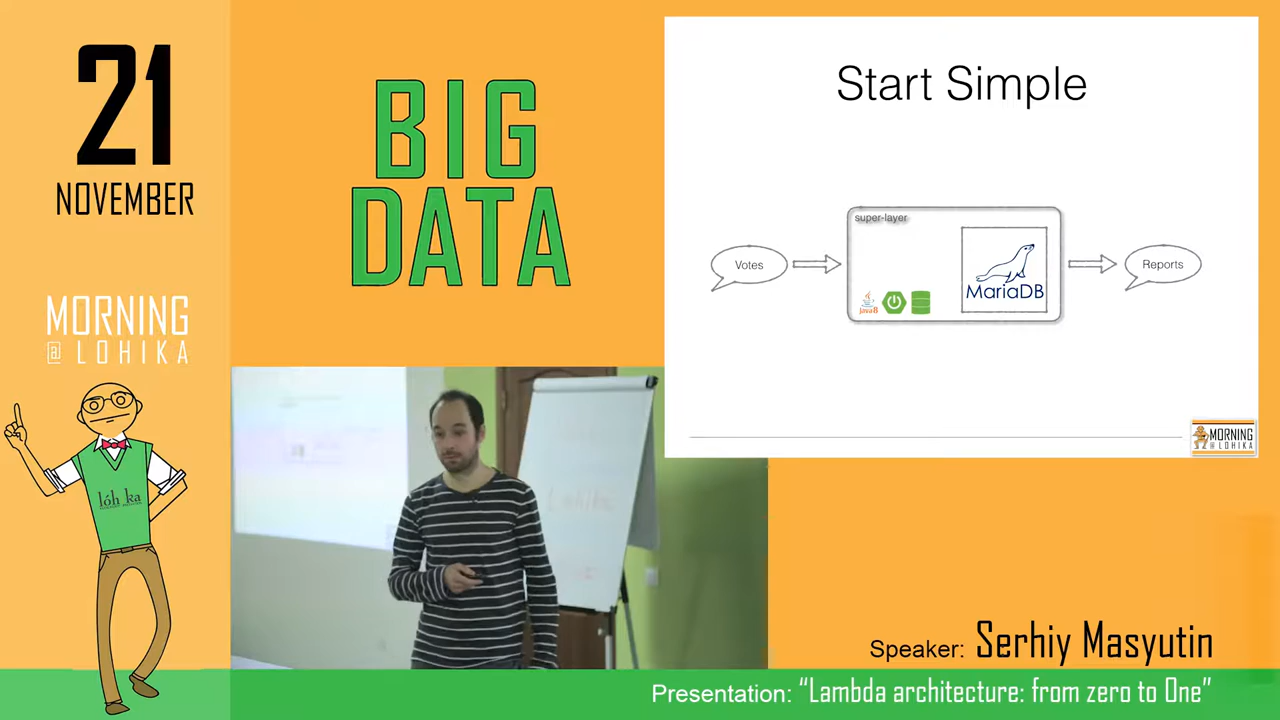 21
NOVEMBER
MORNING
@ LOHIKA
lóh ka
BIG
DATA
Start Simple
super-layer
Votes
Java8
MariaDB
Reports
MORNING
@ LOHIKA
Speaker: Serhiy Masyutin
Presentation: “Lambda architecture: from zero to One”